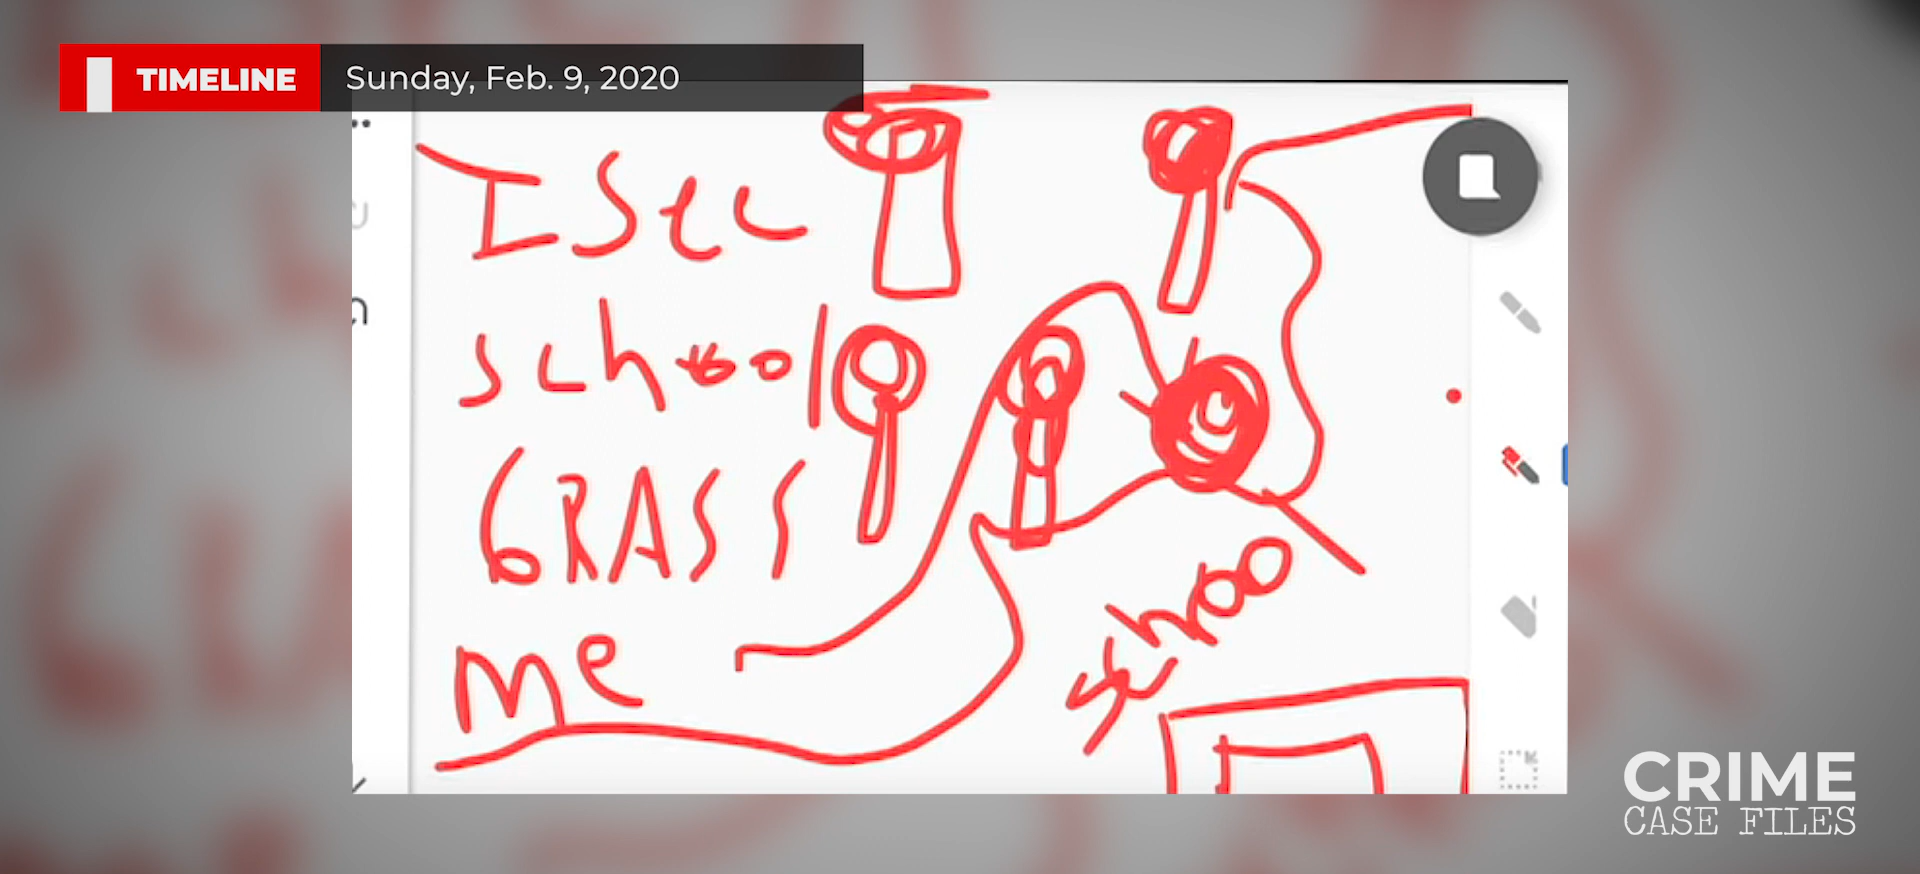 TIMELINE Sunday, Feb. 9, 2020
I See
school
GRASS
me
schoo
CRIME
CASE FILES